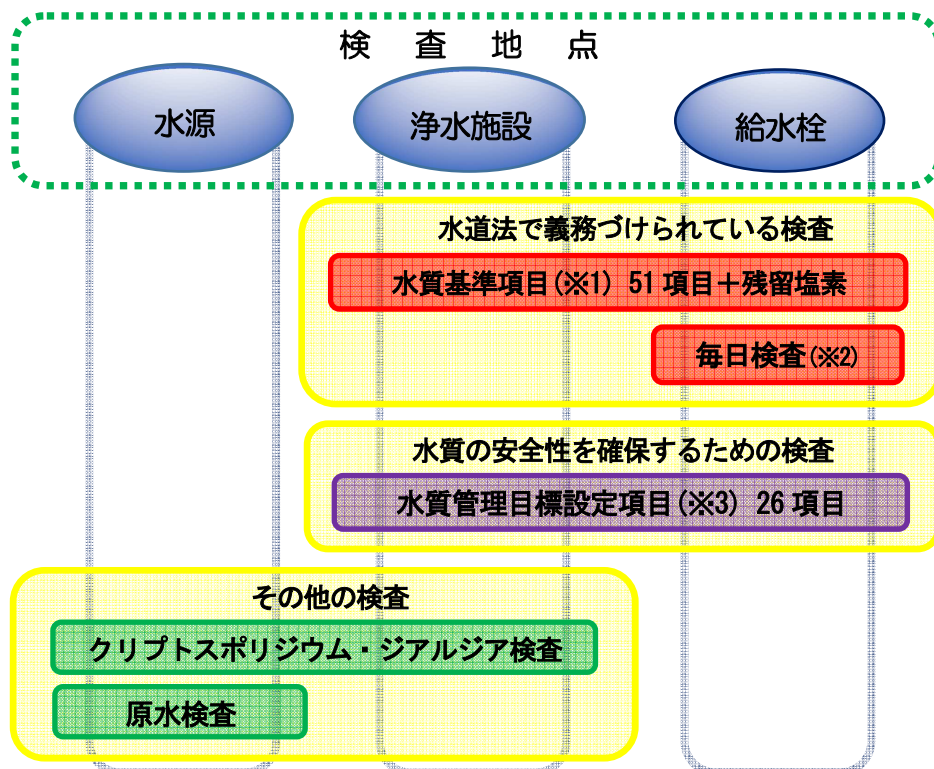 検査地点
水源
浄水施設
給水栓
水道法で義務づけられている検査
水質基準項目(※1) 51項目＋残留塩素
毎日検査(※2)
水質の安全性を確保するための検査
水質管理目標設定項目(※3) 26項目
その他の検査
クリプトスポリジウム・ジアルジア検査
原水検査